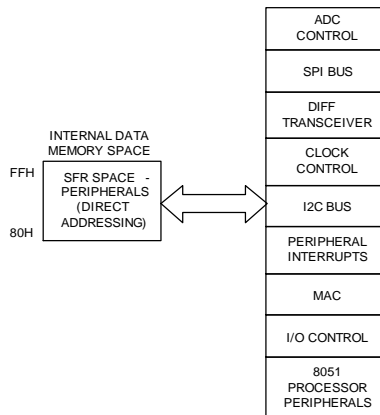 INTERNAL DATA
MEMORY SPACE
FFH
80H
SFR SPACE -
PERIPHERALS
(DIRECT
ADDRESSING)
ADC
CONTROL
SPI BUS
DIFF
TRANSCEIVER
CLOCK
CONTROL
I2C BUS
PERIPHERAL
INTERRUPTS
MAC
I/O CONTROL
8051
PROCESSOR
PERIPHERALS